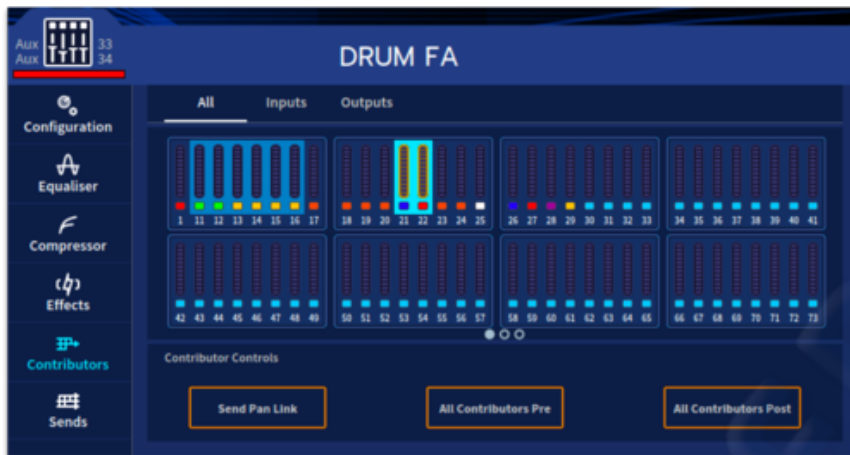 Aux 33
Aux 34
DRUM FA
Configuration
Equaliser
Compressor
Effects
Contributors
Sends
All Inputs Outputs
1 11 12 13 14 15 16 17 18 19 20 21 22 23 24 25 26 27 28 29 30 31 32 33 34 35 36 37 38 39 40 41
42 43 44 45 46 47 48 49 50 51 52 53 54 55 56 57 58 59 60 61 62 63 64 65 66 67 68 69 70 71 72 73
Contributor Controls
Send Pan Link All Contributors Pre All Contributors Post